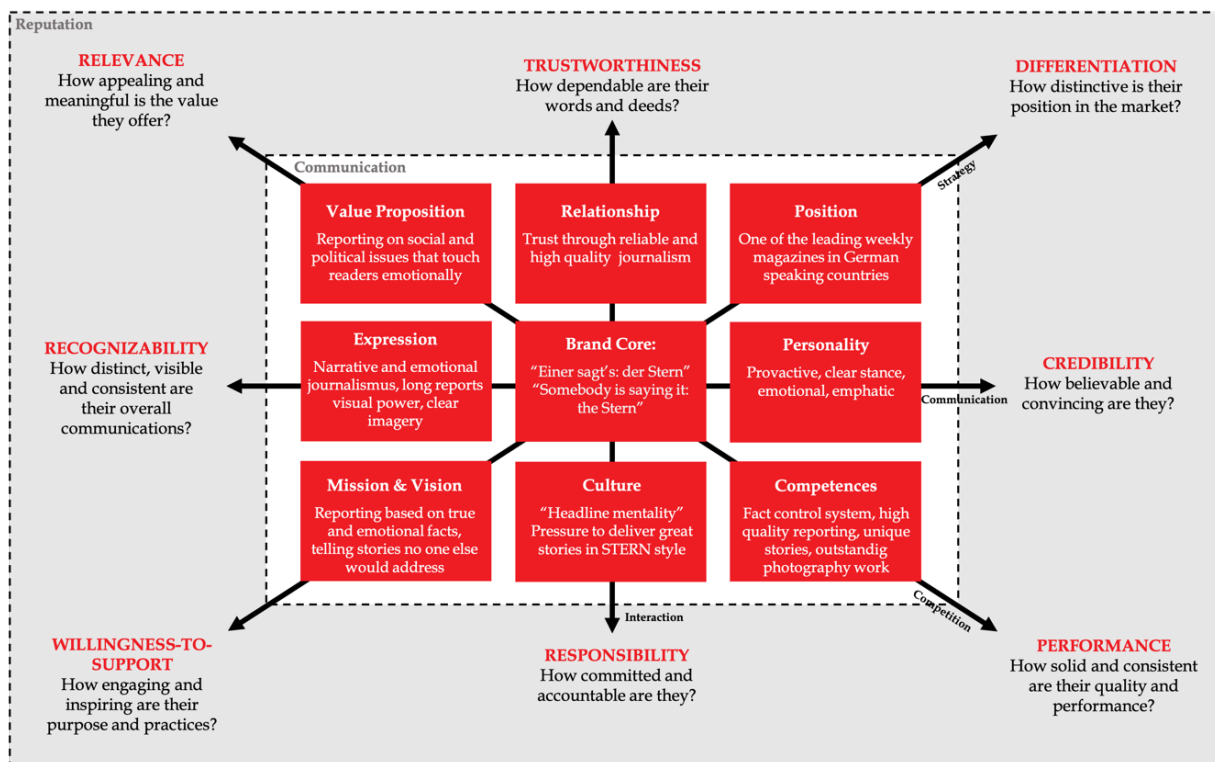 Reputation
RELEVANCE
How appealing and
meaningful is the value
they offer?
TRUSTWORTHINESS
How dependable are their
words and deeds?
DIFFERENTIATION
How distinctive is their
position in the market?
Communication
Strategy
Value Proposition
Reporting on social and
political issues that touch
readers emotionally
Relationship
Trust through reliable and
high quality journalism
Position
One of the leading weekly
magazines in German
speaking countries
RECOGNIZABILITY
How distinct, visible
and consistent are
their overall
communications?
Expression
Narrative and emotional
journalismus, long reports
visual power, clear
imagery
Brand Core:
“Einer sagt’s: der Stern”
“Somebody is saying it:
the Stern”
Personality
Provactive, clear stance,
emotional, emphatic
Communication
CREDIBILITY
How believable and
convincing are they?
Mission & Vision
Reporting based on true
and emotional facts,
telling stories no one else
would address
Culture
“Headline mentality”
Pressure to deliver great
stories in STERN style
Competences
Fact control system, high
quality reporting, unique
stories, outstandig
photography work
Interaction
Competition
WILLINGNESS-TO-
SUPPORT
How engaging and
inspiring are their
purpose and practices?
RESPONSIBILITY
How committed and
accountable are they?
PERFORMANCE
How solid and consistent
are their quality and
performance?